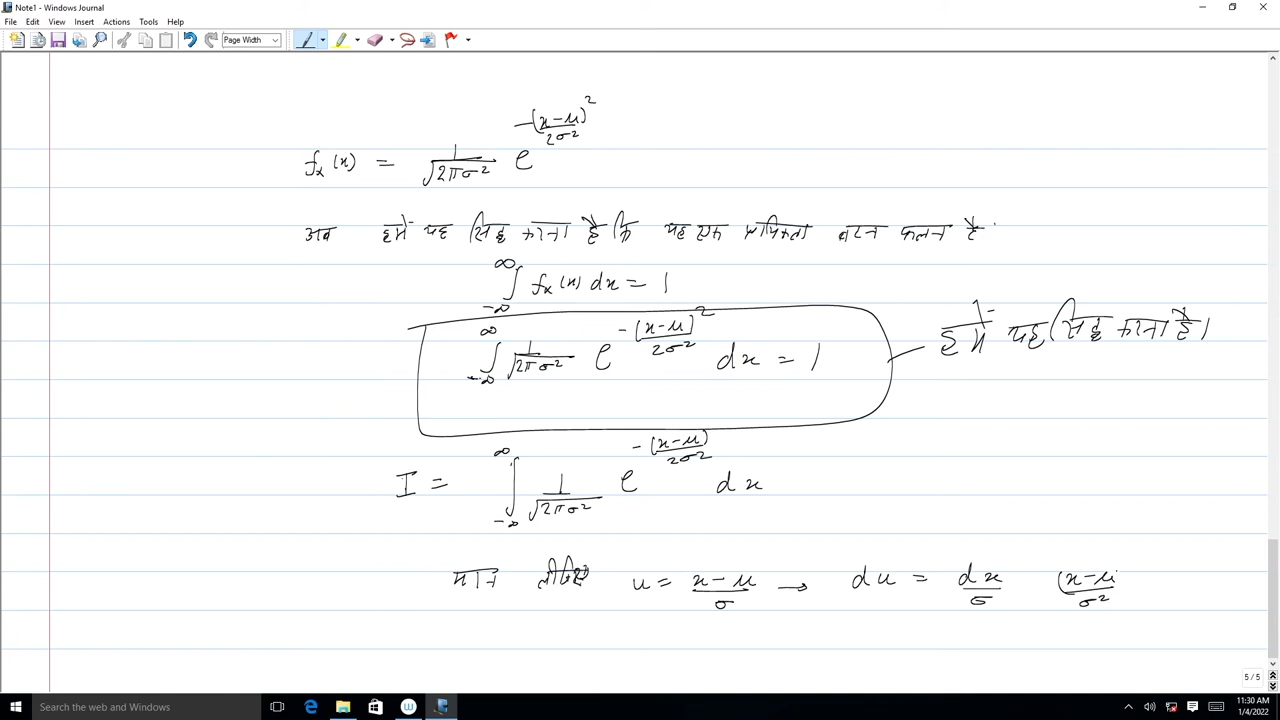 Note1 - Windows Journal
File Edit View Insert Actions Tools Help
Page Width
f_x(x) = 1/√(2πσ²) e^(-(x-μ)²/2σ²)
अब हमें यह सिद्ध करना है कि यह एक प्रायिकता घनत्व फलन है.
∫_{-∞}^{∞} f_x(x) dx = 1
∫_{-∞}^{∞} 1/√(2πσ²) e^(-(x-μ)²/2σ²) dx = 1
हमें यह सिद्ध करना है।
I = ∫_{-∞}^{∞} 1/√(2πσ²) e^(-(x-μ)/2σ²) dx
मान लीजिए u = (x-μ)/σ → du = dx/σ (x-μ/σ²
5 / 5
Search the web and Windows
11:30 AM
1/4/2022